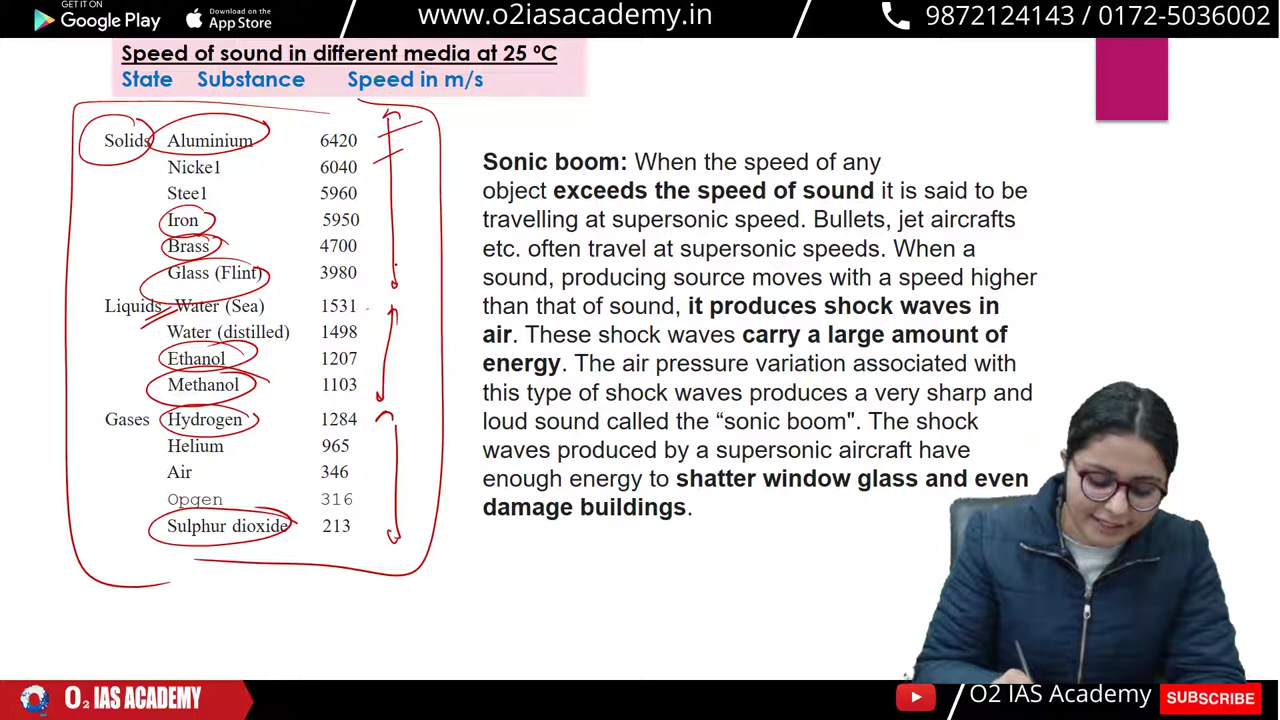 GET IT ON
Google Play
Download on the
App Store
www.o2iasacademy.in
9872124143 / 0172-5036002
Speed of sound in different media at 25 ºC
State Substance Speed in m/s
Solids Aluminium 6420
Nicke1 6040
Stee1 5960
Iron 5950
Brass 4700
Glass (Flint) 3980
Liquids Water (Sea) 1531
Water (distilled) 1498
Ethanol 1207
Methanol 1103
Gases Hydrogen 1284
Helium 965
Air 346
Opgen 316
Sulphur dioxide 213
Sonic boom: When the speed of any
object exceeds the speed of sound it is said to be
travelling at supersonic speed. Bullets, jet aircrafts
etc. often travel at supersonic speeds. When a
sound, producing source moves with a speed higher
than that of sound, it produces shock waves in
air. These shock waves carry a large amount of
energy. The air pressure variation associated with
this type of shock waves produces a very sharp and
loud sound called the “sonic boom". The shock
waves produced by a supersonic aircraft have
enough energy to shatter window glass and even
damage buildings.
O₂ IAS ACADEMY
O2 IAS Academy
SUBSCRIBE